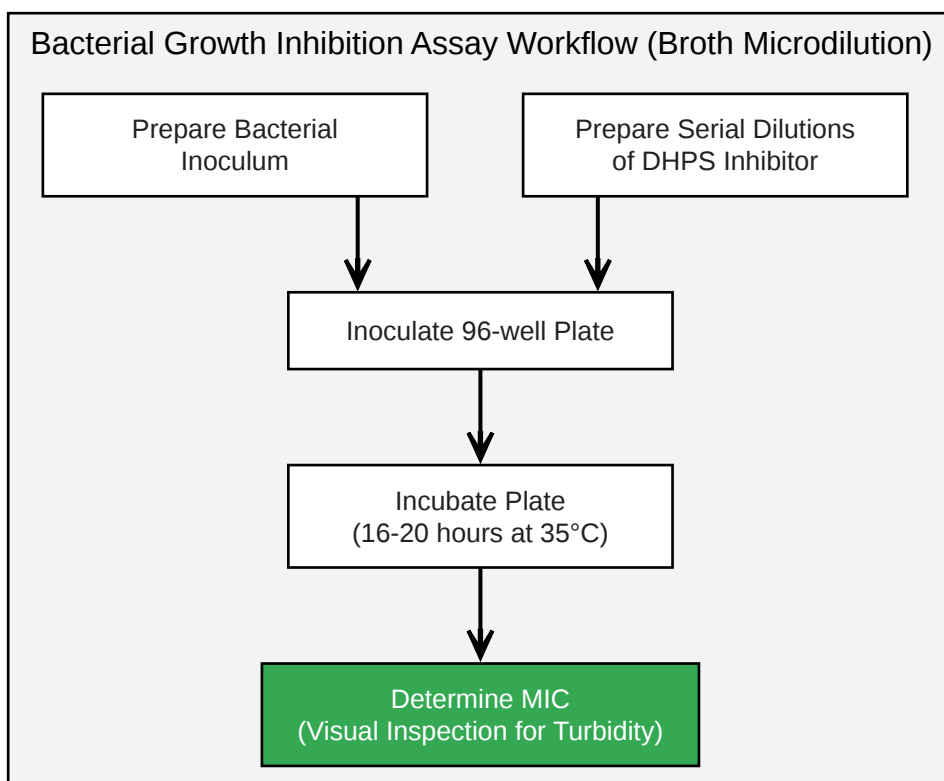 Bacterial Growth Inhibition Assay Workflow (Broth Microdilution)
Prepare Bacterial
Inoculum
Prepare Serial Dilutions
of DHPS Inhibitor
Inoculate 96-well Plate
Incubate Plate
(16-20 hours at 35°C)
Determine MIC
(Visual Inspection for Turbidity)